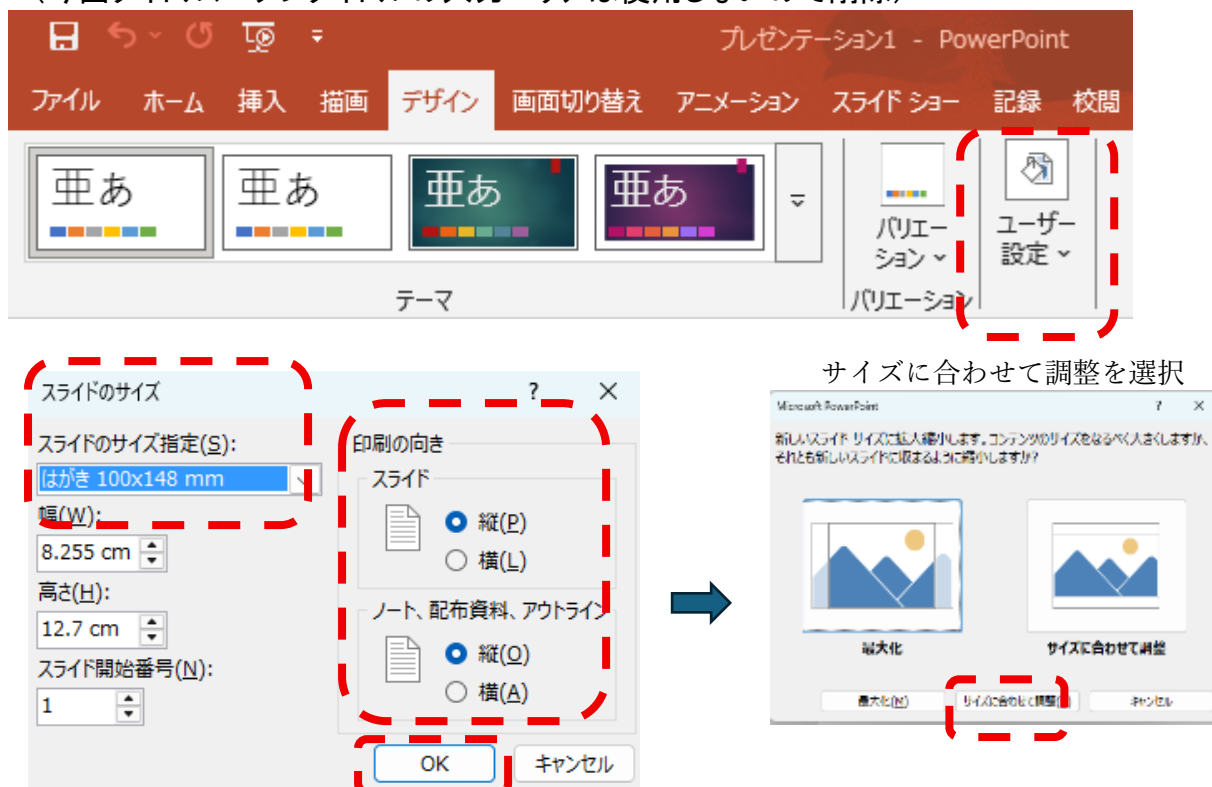 プレゼンテーション1 - PowerPoint
ファイル ホーム 挿入 描画 デザイン 画面切り替え アニメーション スライド ショー 記録 校閲
亜あ 亜あ 亜あ 亜あ
バリエーション ユーザー設定
テーマ バリエーション
サイズに合わせて調整を選択
スライドのサイズ ? ×
スライドのサイズ指定(S):
はがき 100x148 mm
幅(W):
8.255 cm
高さ(H):
12.7 cm
スライド開始番号(N):
1
印刷の向き
スライド
縦(P)
横(L)
ノート、配布資料、アウトライン
縦(O)
横(A)
OK キャンセル
Microsoft PowerPoint ? ×
新しいスライド サイズに拡大縮小します。コンテンツのサイズをなるべく大きくしますか、
それとも新しいスライドに収まるように縮小しますか?
最大化 サイズに合わせて調整
最大化(M) サイズに合わせて調整 キャンセル